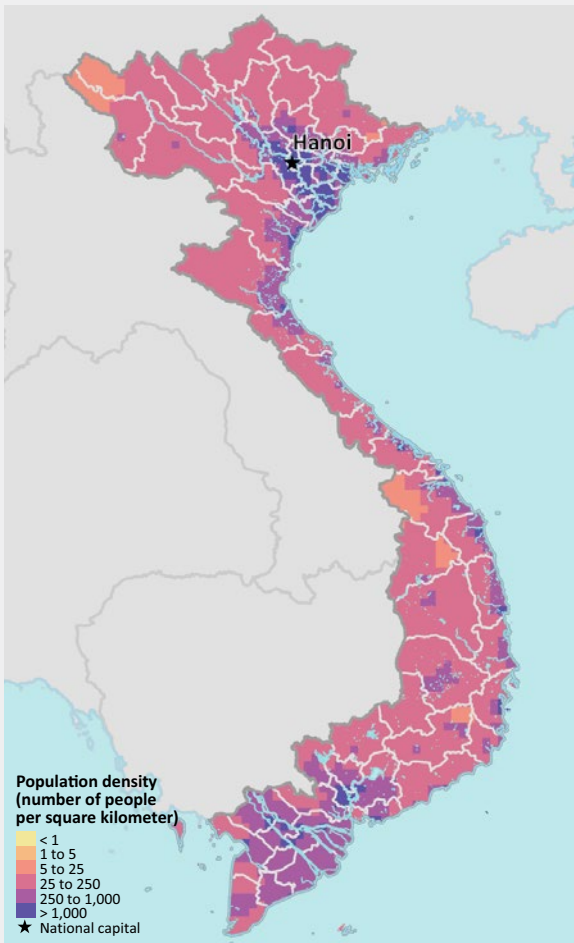 Hanoi
Population density
(number of people
per square kilometer)
< 1
1 to 5
5 to 25
25 to 250
250 to 1,000
> 1,000
National capital